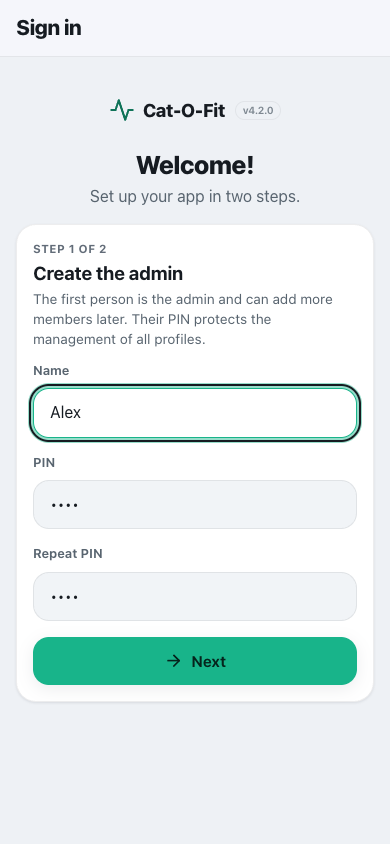 Sign in
Cat-O-Fit v4.2.0
Welcome!
Set up your app in two steps.
STEP 1 OF 2
Create the admin
The first person is the admin and can add more
members later. Their PIN protects the
management of all profiles.
Name
Alex
PIN
••••
Repeat PIN
••••
Next